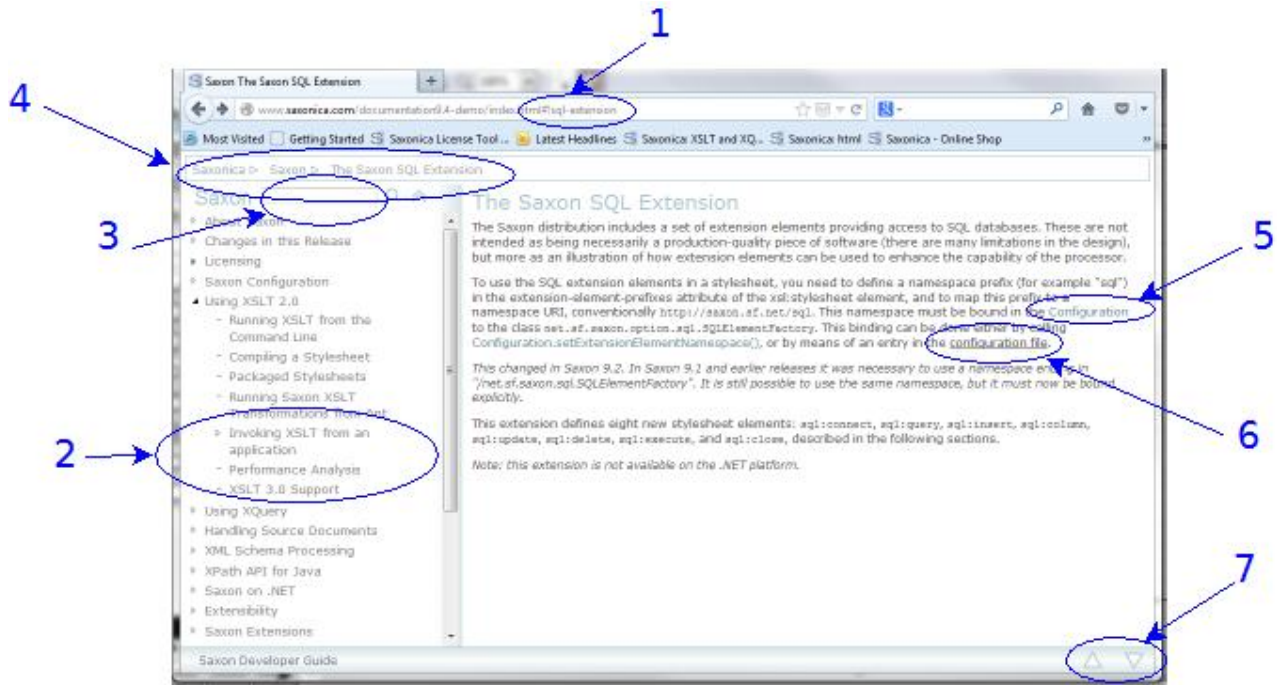 1
Saxon The Saxon SQL Extension
4
www.saxonica.com/documentation9.4-demo/index.html#!sql-extension
Most Visited Getting Started Saxonica License Tool ... Latest Headlines Saxonica: XSLT and XQ... Saxonica: html Saxonica - Online Shop
Saxonica Saxon The Saxon SQL Extension
Saxon
3
About Saxon
Changes in this Release
Licensing
Saxon Configuration
Using XSLT 2.0
Running XSLT from the
Command Line
Compiling a Stylesheet
Packaged Stylesheets
Running Saxon XSLT
Transformations from Ant
2
Invoking XSLT from an
application
Performance Analysis
XSLT 3.0 Support
Using XQuery
Handling Source Documents
XML Schema Processing
XPath API for Java
Saxon on .NET
Extensibility
Saxon Extensions
Saxon Developer Guide
The Saxon SQL Extension
The Saxon distribution includes a set of extension elements providing access to SQL databases. These are not
intended as being necessarily a production-quality piece of software (there are many limitations in the design),
but more as an illustration of how extension elements can be used to enhance the capability of the processor.
5
To use the SQL extension elements in a stylesheet, you need to define a namespace prefix (for example "sql")
in the extension-element-prefixes attribute of the xsl:stylesheet element, and to map this prefix to a
namespace URI, conventionally http://saxon.sf.net/sql. This namespace must be bound in the Configuration
to the class net.sf.saxon.option.sql.SQLElementFactory. This binding can be done either by calling
Configuration.setExtensionElementNamespace(), or by means of an entry in the configuration file.
This changed in Saxon 9.2. In Saxon 9.1 and earlier releases it was necessary to use a namespace ending in
"/net.sf.saxon.sql.SQLElementFactory". It is still possible to use the same namespace, but it must now be bound
explicitly.
6
This extension defines eight new stylesheet elements: sql:connect, sql:query, sql:insert, sql:column,
sql:update, sql:delete, sql:execute, and sql:close, described in the following sections.
Note: this extension is not available on the .NET platform.
7